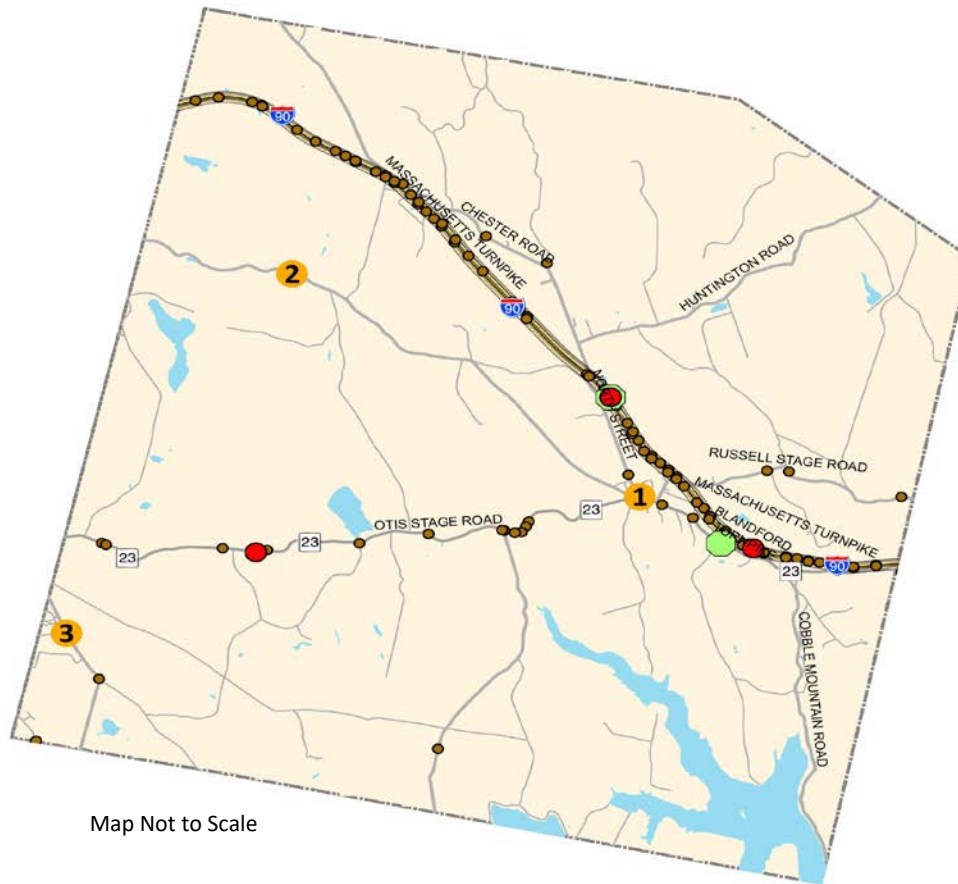 90
MASSACHUSETTS TURNPIKE
CHESTER ROAD
HUNTINGTON ROAD
2
90
STREET
RUSSELL STAGE ROAD
MASSACHUSETTS TURNPIKE
1
23
OTIS STAGE ROAD
BLANDFORD
23
23
90
23
3
COBBLE MOUNTAIN ROAD
Map Not to Scale